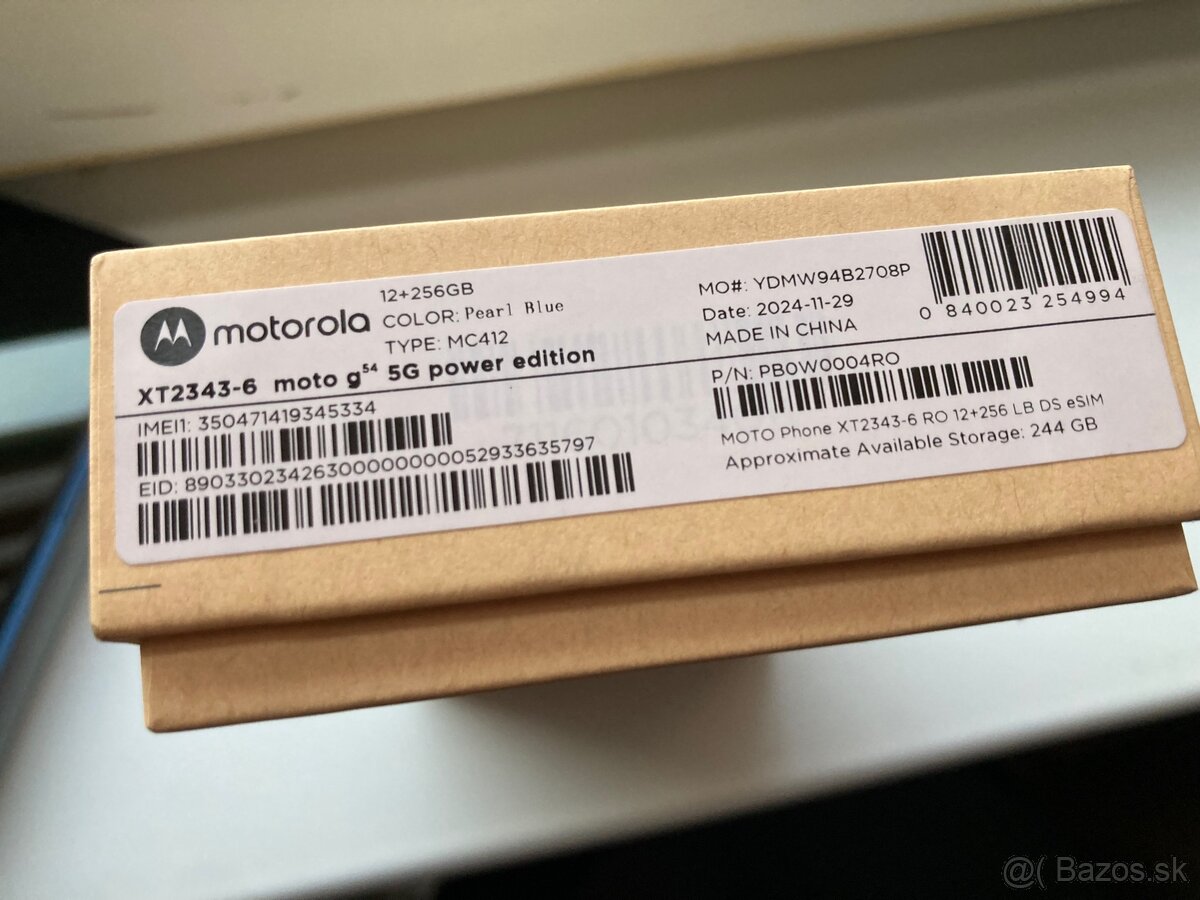 motorola
12+256GB
COLOR: Pearl Blue
TYPE: MC412
XT2343-6 moto g54 5G power edition
MO#: YDMW94B2708P
Date: 2024-11-29
MADE IN CHINA
0 840023 254994
IMEI1: 350471419345334
EID: 89033023426300000000052933635797
P/N: PB0W0004RO
MOTO Phone XT2343-6 RO 12+256 LB DS eSIM
Approximate Available Storage: 244 GB
@( Bazos.sk